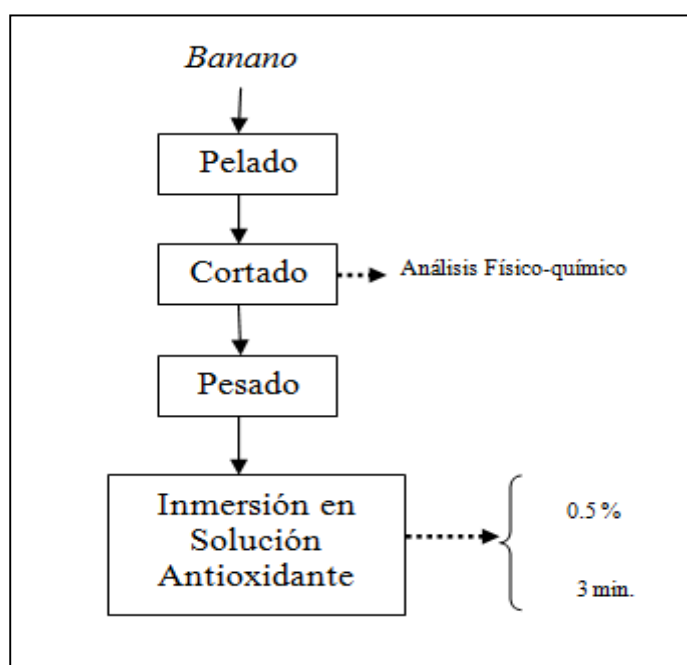 Banano
Pelado
Cortado
Análisis Físico-químico
Pesado
Inmersión en
Solución
Antioxidante
0.5 %
3 min.